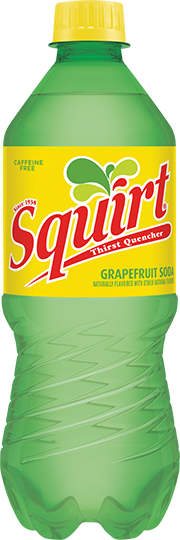 CAFFEINE
FREE
Since 1938
Squirt®
Thirst Quencher
GRAPEFRUIT SODA
NATURALLY FLAVORED WITH OTHER NATURAL FLAVORS